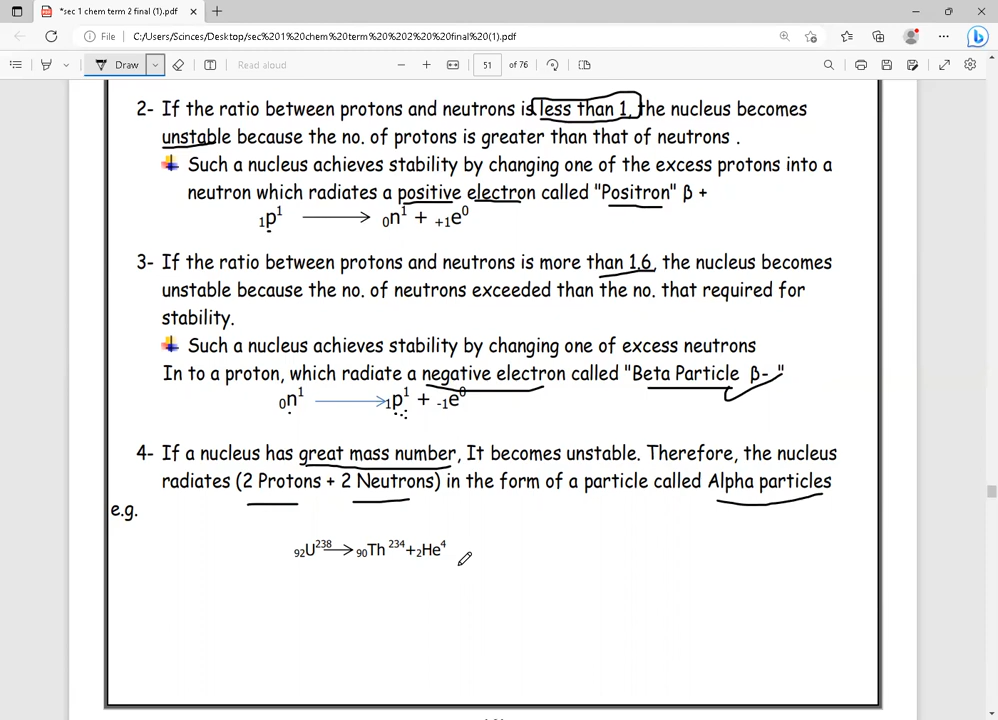 *sec 1 chem term 2 final (1).pdf
File C:/Users/Scinces/Desktop/sec%201%20chem%20term%20%202%20%20final%20(1).pdf
Draw Read aloud 51 of 76
2- If the ratio between protons and neutrons is less than 1, the nucleus becomes
unstable because the no. of protons is greater than that of neutrons .
Such a nucleus achieves stability by changing one of the excess protons into a
neutron which radiates a positive electron called "Positron" β +
₁p¹ ⟶ ₀n¹ + ₊₁e⁰
3- If the ratio between protons and neutrons is more than 1.6, the nucleus becomes
unstable because the no. of neutrons exceeded than the no. that required for
stability.
Such a nucleus achieves stability by changing one of excess neutrons
In to a proton, which radiate a negative electron called "Beta Particle β- "
₀n¹ ⟶ ₁p¹ + ₋₁e⁰
4- If a nucleus has great mass number, It becomes unstable. Therefore, the nucleus
radiates (2 Protons + 2 Neutrons) in the form of a particle called Alpha particles
e.g.
₉₂U²³⁸ ⟶ ₉₀Th ²³⁴+₂He⁴